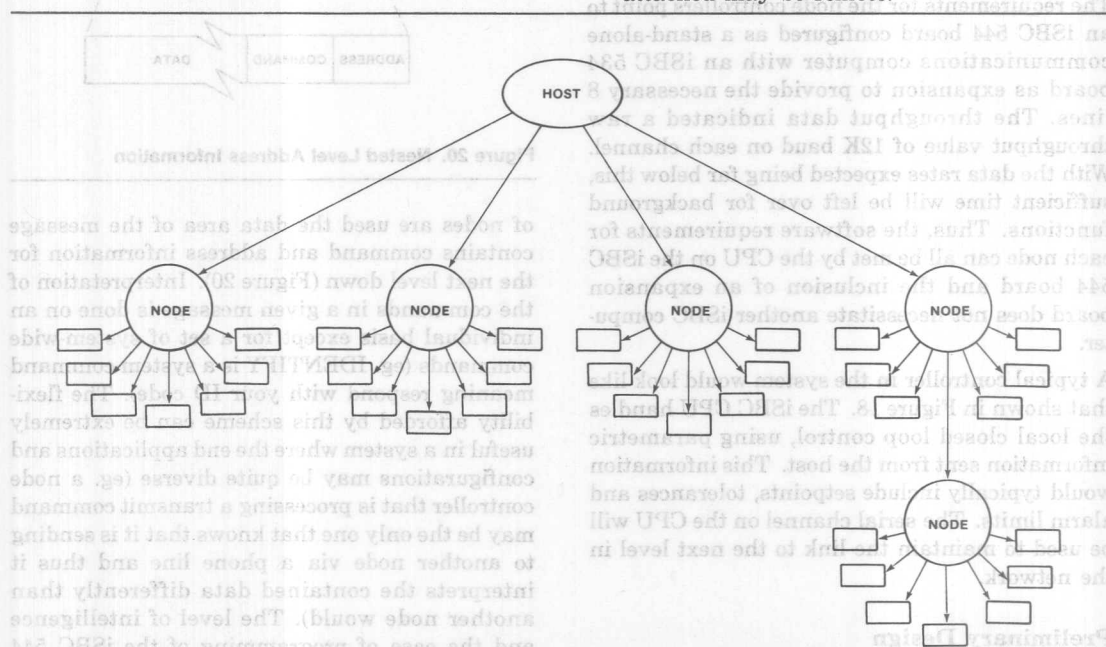 HOST
NODE
NODE
NODE
NODE
NODE
ADDRESS COMMAND DATA
Figure 20. Nested Level Address Information
of nodes are used the data area of the message
contains command and address information for
the next level down (Figure 20). Interpretation of
the commands in a given message is done on an
individual basis except for a set of system-wide
commands (eg. IDENTIFY is a system command
meaning respond with your ID code). The flexi-
bility afforded by this scheme can be extremely
useful in a system where the end applications and
configurations may be quite diverse (eg. a node
controller that is processing a transmit command
may be the only one that knows that it is sending
to another node via a phone line and thus it
interprets the contained data differently than
another node would). The level of intelligence
and the ease of programming of the iSBC 544
The requirements for the node controllers point to
an iSBC 544 board configured as a stand-alone
communications computer with an iSBC 534
board as expansion to provide the necessary 8
lines. The throughput data indicated a raw
throughput value of 12K baud on each channel.
With the data rates expected being far below this,
sufficient time will be left over for background
functions. Thus, the software requirements for
each node can all be met by the CPU on the iSBC
544 board and the inclusion of an expansion
board does not necessitate another iSBC compu-
ter.
A typical controller in the system would look like
that shown in Figure 18. The iSBC CPU handles
the local closed loop control, using parametric
information sent from the host. This information
would typically include setpoints, tolerances and
alarm limits. The serial channel on the CPU will
be used to maintain the link to the next level in
the network.
Preliminary Design